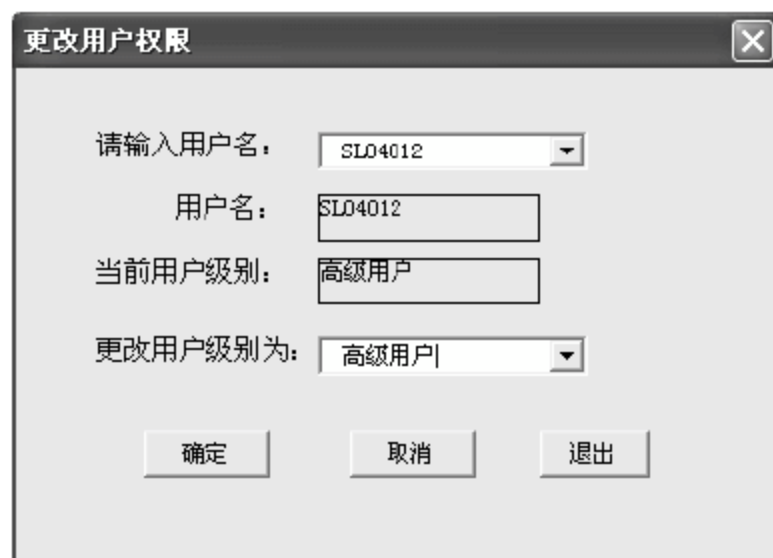 更改用户权限
请输入用户名： SL04012
用户名： SL04012
当前用户级别： 高级用户
更改用户级别为： 高级用户
确定 取消 退出